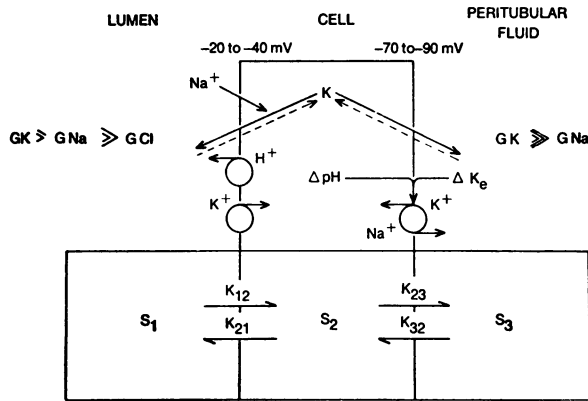 LUMEN CELL PERITUBULAR
FLUID
–20 to –40 mV –70 to –90 mV
Na⁺ K
GK ⩾ GNa ≫ GCl GK ⋙ GNa
H⁺
ΔpH ΔKₑ
K⁺ K⁺
Na⁺
K₁₂ K₂₃
S₁ K₂₁ S₂ K₃₂ S₃